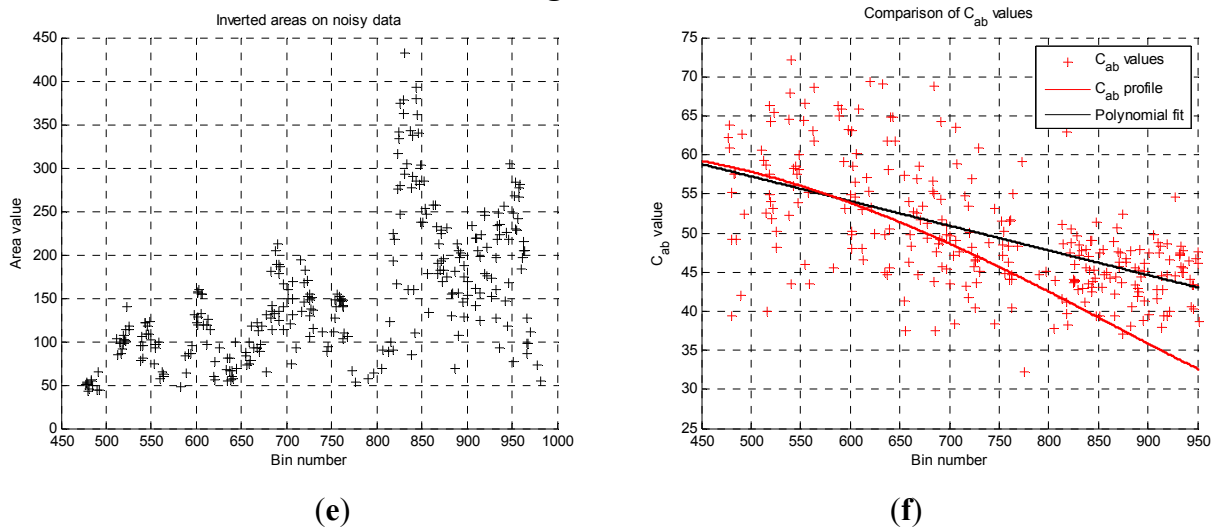 Inverted areas on noisy data
450
400
350
300
250
200
150
100
50
0
Area value
450 500 550 600 650 700 750 800 850 900 950 1000
Bin number
(e)
Comparison of Cab values
75
70
65
60
55
50
45
40
35
30
25
Cab value
Cab values
Cab profile
Polynomial fit
450 500 550 600 650 700 750 800 850 900 950
Bin number
(f)